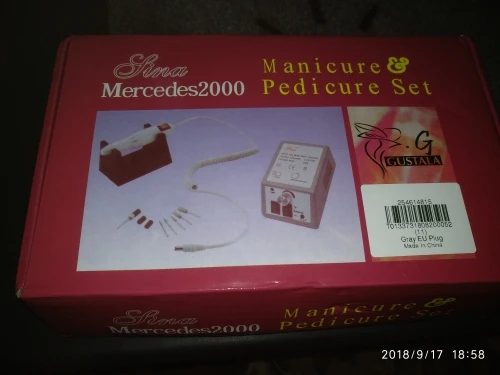 Sina
Mercedes2000
Manicure &
Pedicure Set
.G
GUSTALA
254614815
(11)
Gray EU Plug
Made in China
Sina
Mercedes2000
Manicure &
Pedicure Set
2018/9/17 18:58